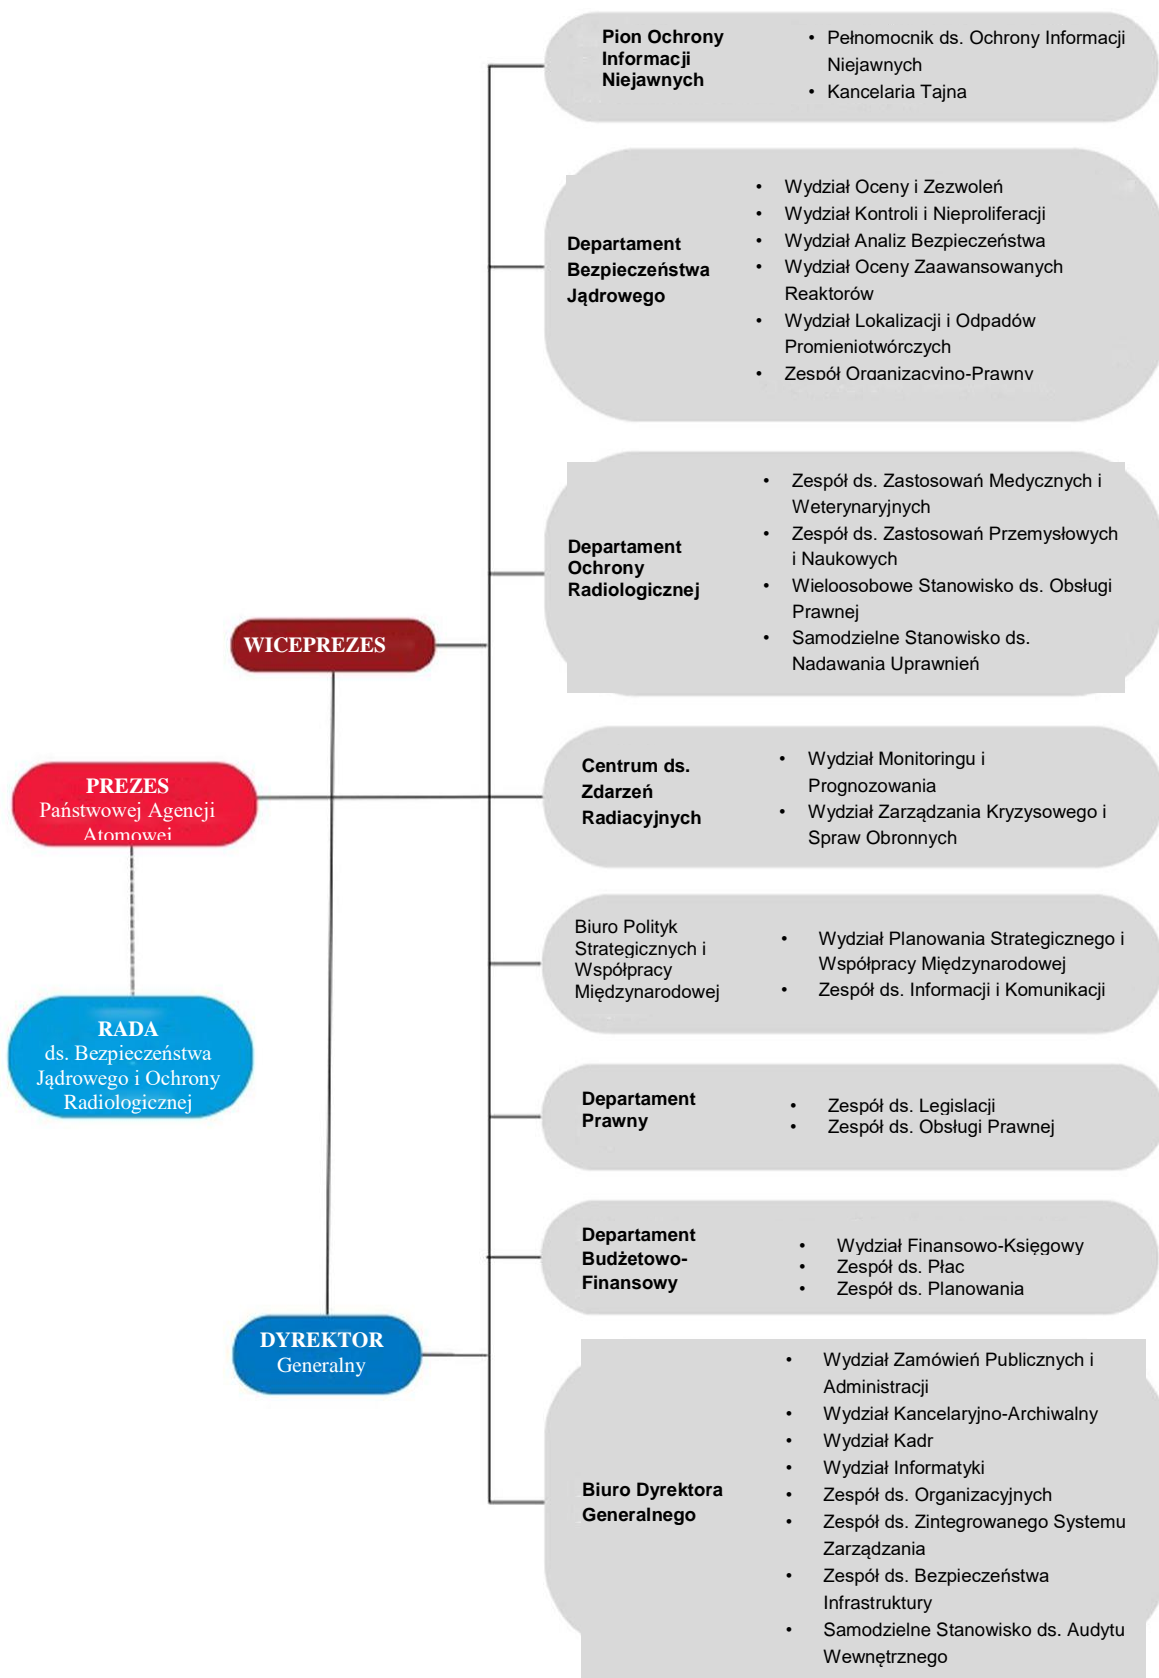 Pion Ochrony
Informacji
Niejawnych
• Pełnomocnik ds. Ochrony Informacji
Niejawnych
• Kancelaria Tajna
Departament
Bezpieczeństwa
Jądrowego
• Wydział Oceny i Zezwoleń
• Wydział Kontroli i Nieproliferacji
• Wydział Analiz Bezpieczeństwa
• Wydział Oceny Zaawansowanych
Reaktorów
• Wydział Lokalizacji i Odpadów
Promieniotwórczych
• Zespół Organizacyjno-Prawny
Departament
Ochrony
Radiologicznej
• Zespół ds. Zastosowań Medycznych i
Weterynaryjnych
• Zespół ds. Zastosowań Przemysłowych
i Naukowych
• Wieloosobowe Stanowisko ds. Obsługi
Prawnej
• Samodzielne Stanowisko ds.
Nadawania Uprawnień
WICEPREZES
PREZES
Państwowej Agencji
Atomowej
Centrum ds.
Zdarzeń
Radiacyjnych
• Wydział Monitoringu i
Prognozowania
• Wydział Zarządzania Kryzysowego i
Spraw Obronnych
Biuro Polityk
Strategicznych i
Współpracy
Międzynarodowej
• Wydział Planowania Strategicznego i
Współpracy Międzynarodowej
• Zespół ds. Informacji i Komunikacji
RADA
ds. Bezpieczeństwa
Jądrowego i Ochrony
Radiologicznej
Departament
Prawny
• Zespół ds. Legislacji
• Zespół ds. Obsługi Prawnej
Departament
Budżetowo-
Finansowy
• Wydział Finansowo-Księgowy
• Zespół ds. Płac
• Zespół ds. Planowania
DYREKTOR
Generalny
Biuro Dyrektora
Generalnego
• Wydział Zamówień Publicznych i
Administracji
• Wydział Kancelaryjno-Archiwalny
• Wydział Kadr
• Wydział Informatyki
• Zespół ds. Organizacyjnych
• Zespół ds. Zintegrowanego Systemu
Zarządzania
• Zespół ds. Bezpieczeństwa
Infrastruktury
• Samodzielne Stanowisko ds. Audytu
Wewnętrznego